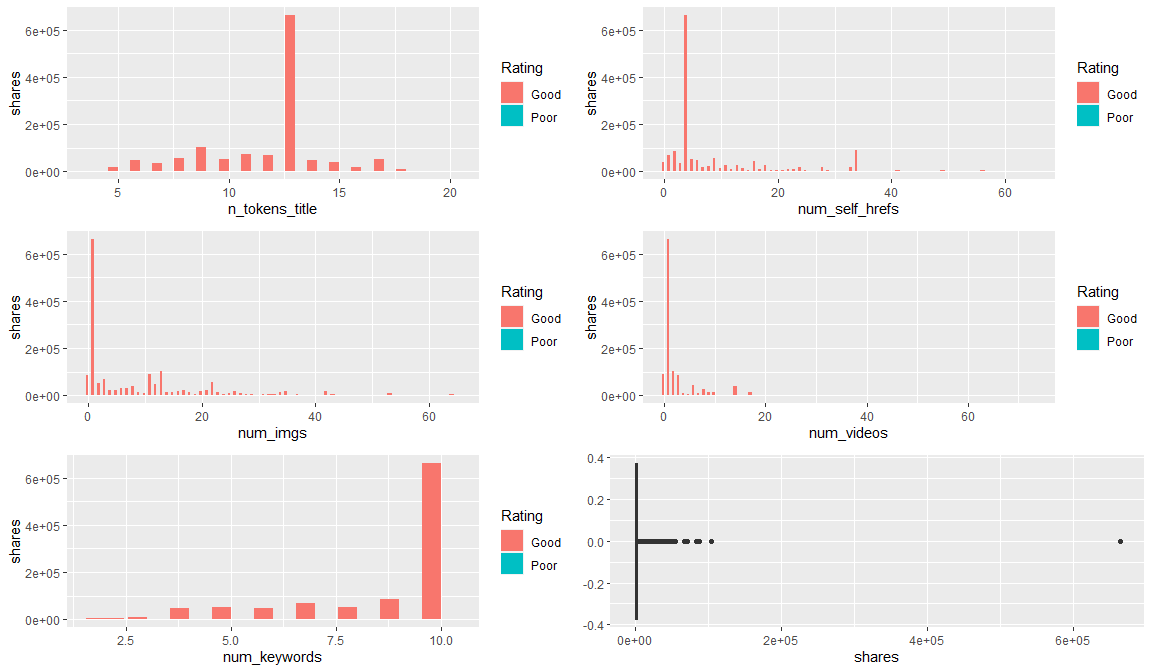 6e+05
4e+05
2e+05
0e+00
shares
5
10
15
20
n_tokens_title
Rating
Good
Poor
6e+05
4e+05
2e+05
0e+00
shares
0
20
40
60
num_self_hrefs
Rating
Good
Poor
6e+05
4e+05
2e+05
0e+00
shares
0
20
40
60
num_imgs
Rating
Good
Poor
6e+05
4e+05
2e+05
0e+00
shares
0
20
40
60
num_videos
Rating
Good
Poor
6e+05
4e+05
2e+05
0e+00
shares
2.5
5.0
7.5
10.0
num_keywords
Rating
Good
Poor
0.4
0.2
0.0
-0.2
-0.4
0e+00
2e+05
4e+05
6e+05
shares